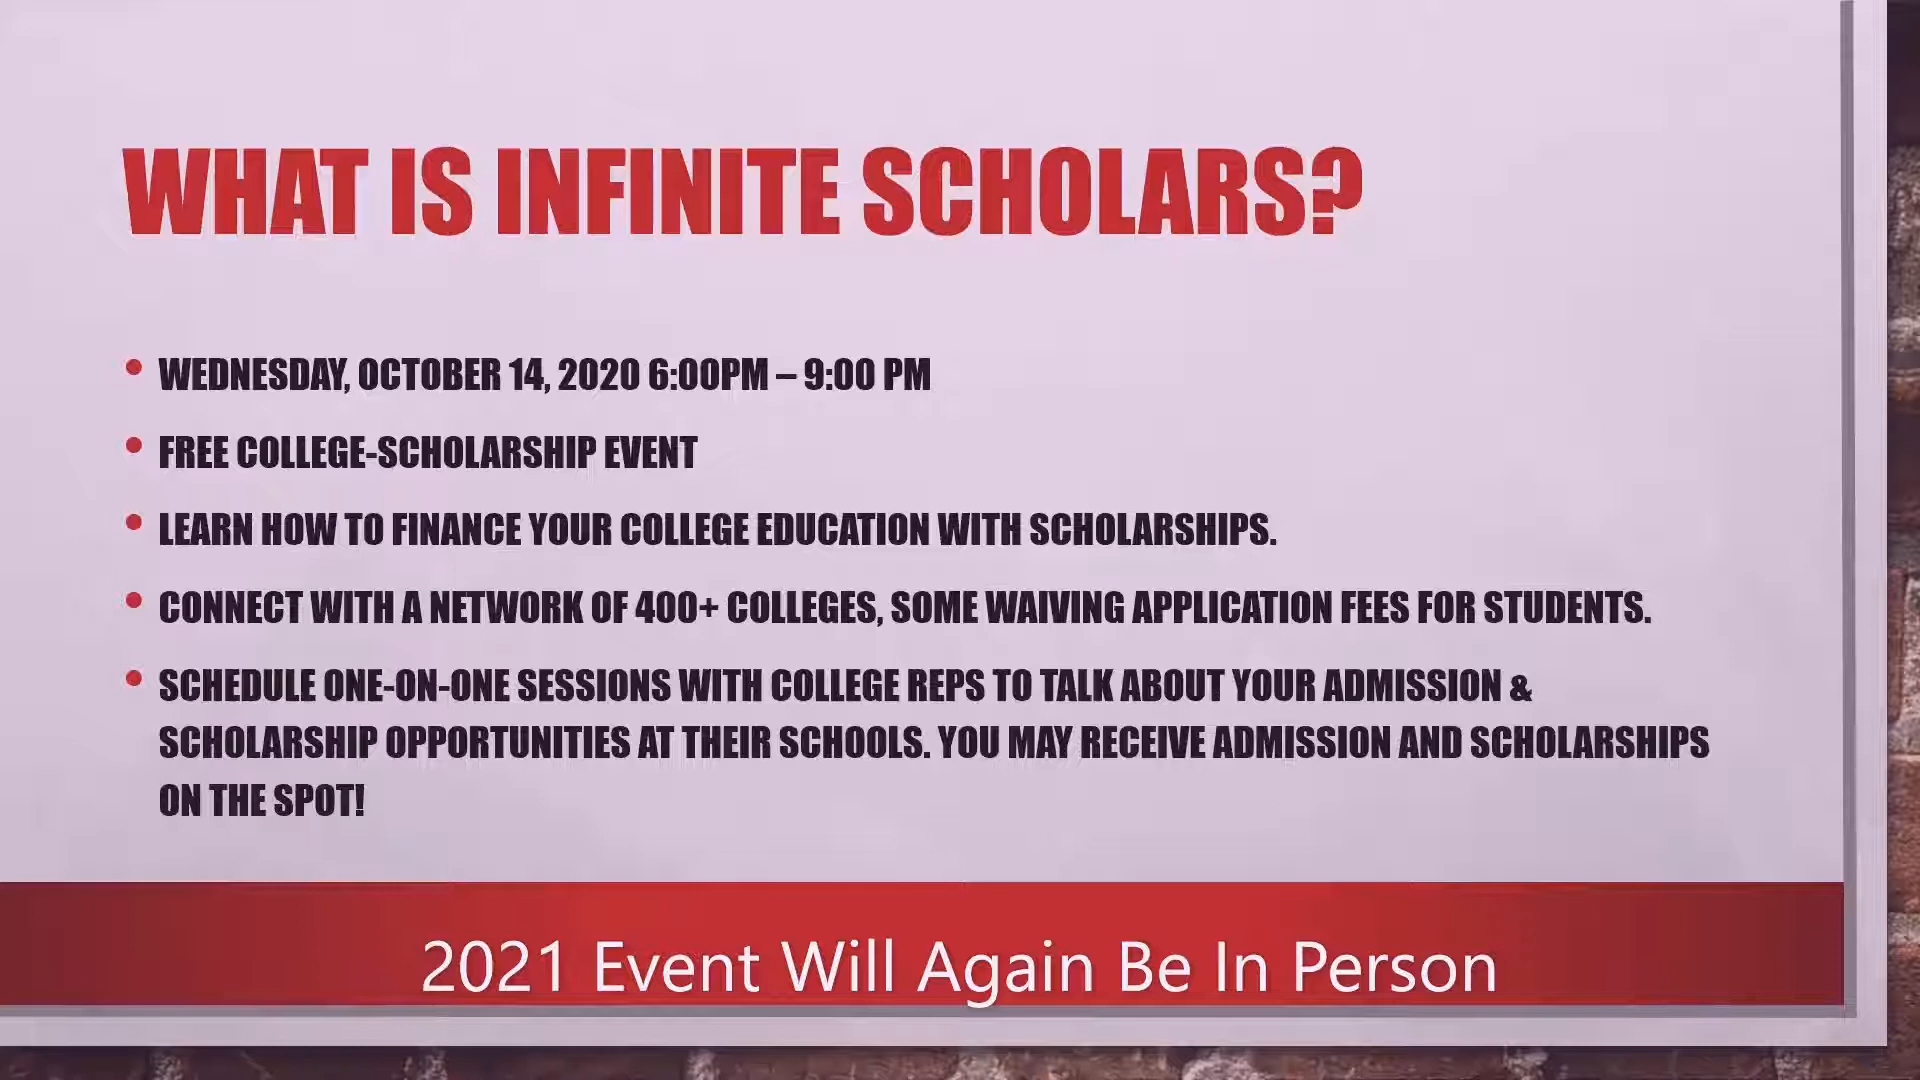 WHAT IS INFINITE SCHOLARS?
• WEDNESDAY, OCTOBER 14, 2020 6:00PM – 9:00 PM
• FREE COLLEGE-SCHOLARSHIP EVENT
• LEARN HOW TO FINANCE YOUR COLLEGE EDUCATION WITH SCHOLARSHIPS.
• CONNECT WITH A NETWORK OF 400+ COLLEGES, SOME WAIVING APPLICATION FEES FOR STUDENTS.
• SCHEDULE ONE-ON-ONE SESSIONS WITH COLLEGE REPS TO TALK ABOUT YOUR ADMISSION &
SCHOLARSHIP OPPORTUNITIES AT THEIR SCHOOLS. YOU MAY RECEIVE ADMISSION AND SCHOLARSHIPS
ON THE SPOT!
2021 Event Will Again Be In Person